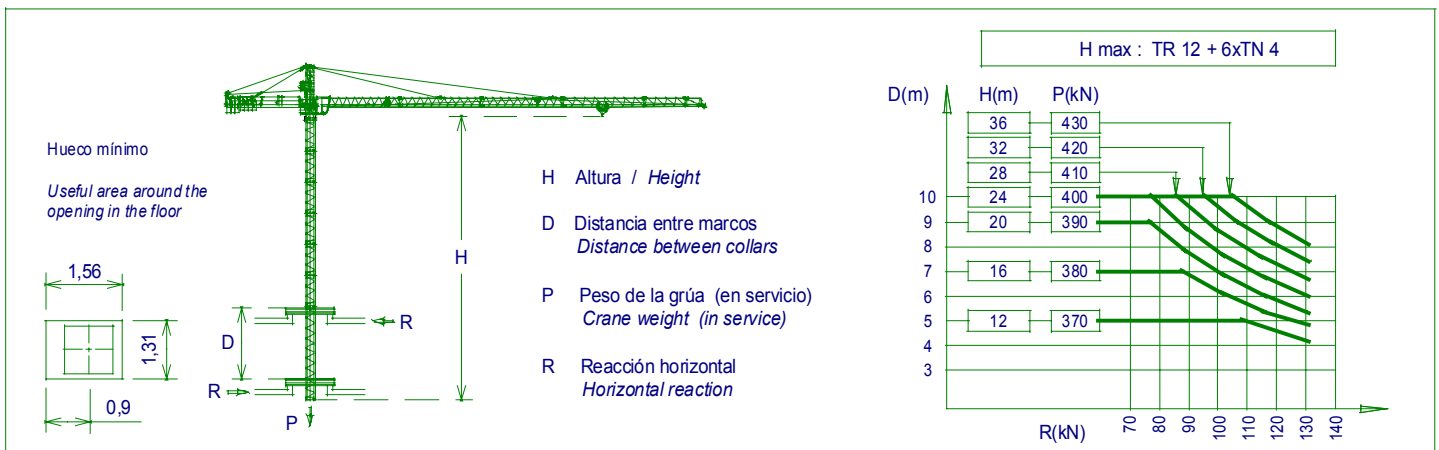 H max : TR 12 + 6xTN 4
Hueco mínimo
Useful area around the
opening in the floor
1,56
1,31
0,9
H
D
R
R
P
H Altura / Height
D Distancia entre marcos
Distance between collars
P Peso de la grúa (en servicio)
Crane weight (in service)
R Reacción horizontal
Horizontal reaction
D(m) H(m) P(kN)
36 430
32 420
28 410
10 24 400
9 20 390
8
7 16 380
6
5 12 370
4
3
R(kN) 70 80 90 100 110 120 130 140